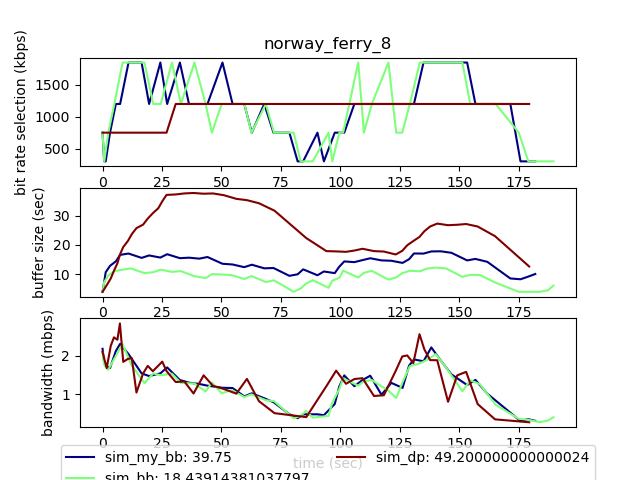 norway_ferry_8
bit rate selection (kbps)
1500
1000
500
0 25 50 75 100 125 150 175
buffer size (sec)
30
20
10
0 25 50 75 100 125 150 175
bandwidth (mbps)
2
1
0 25 50 75 100 125 150 175
time (sec)
sim_my_bb: 39.75
sim_dp: 49.200000000000024
sim_bb: 18.43914381037797